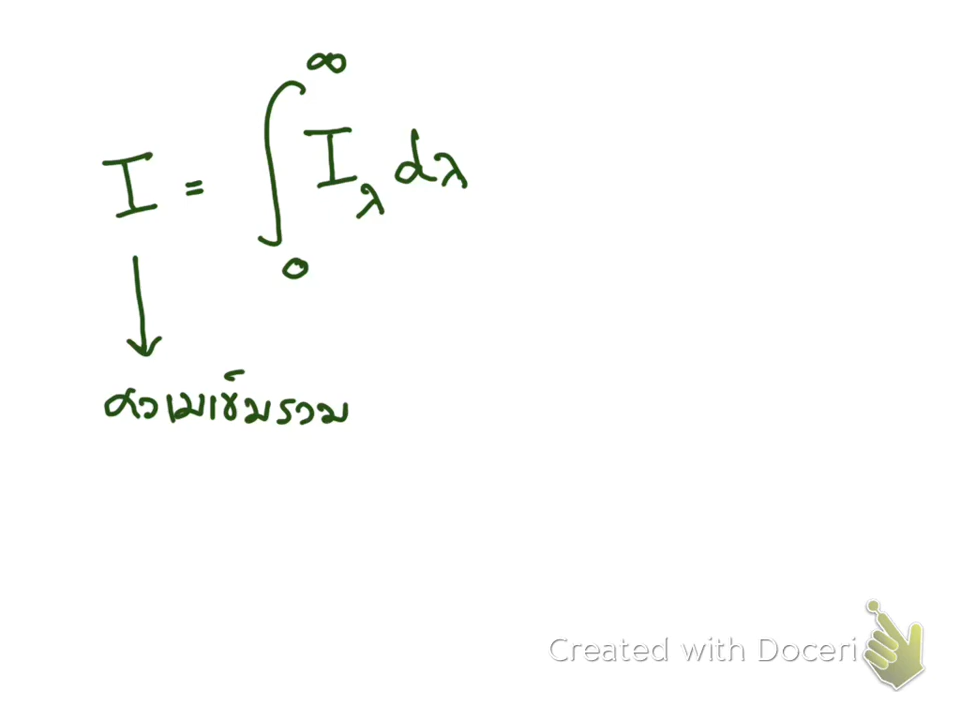 I = ∫₀^∞ I_λ dλ
ความเข้มรวม
Created with Doceri